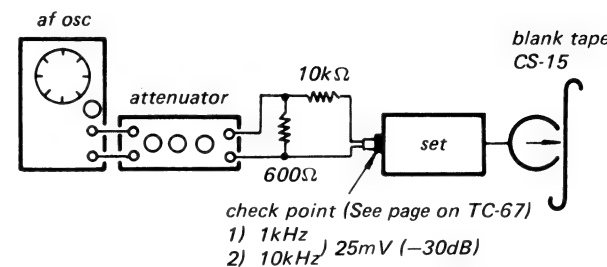 af osc
blank tape
CS-15
10kΩ
attenuator
set
600Ω
check point (See page on TC-67)
1) 1kHz
2) 10kHz ) 25mV (−30dB)